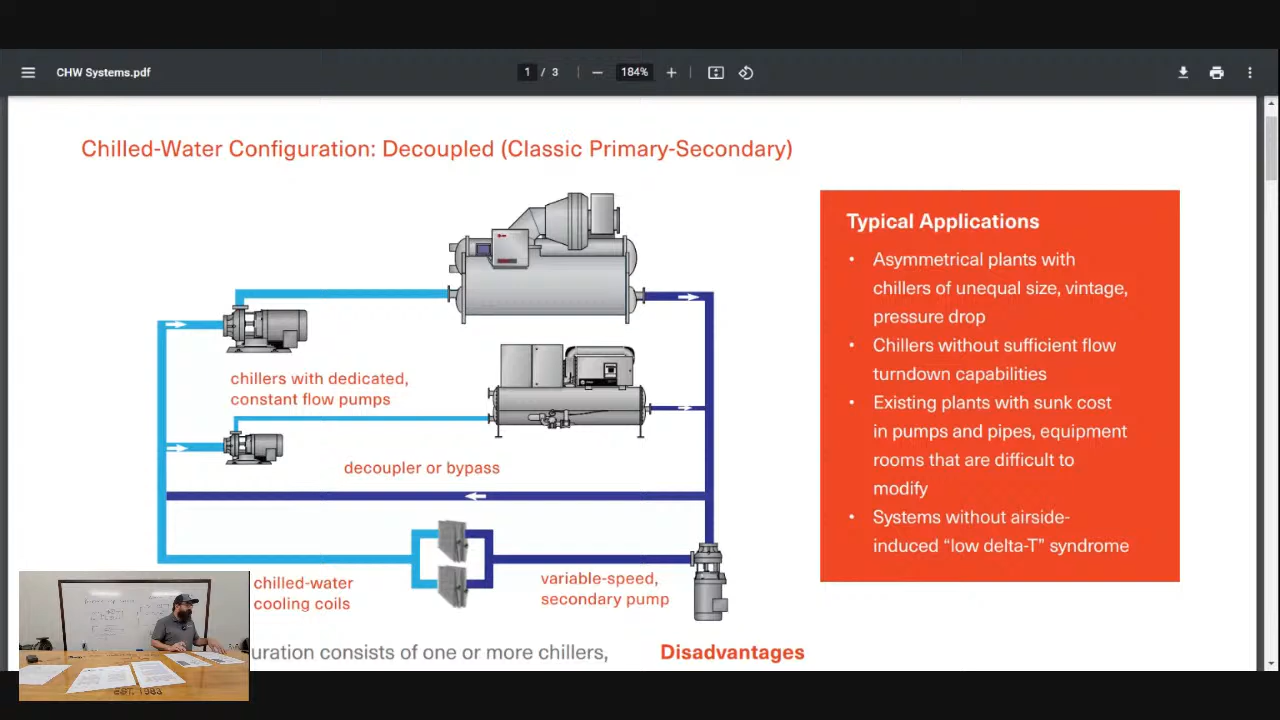 CHW Systems.pdf
1 / 3
184%
Chilled-Water Configuration: Decoupled (Classic Primary-Secondary)
chillers with dedicated,
constant flow pumps
decoupler or bypass
chilled-water
cooling coils
variable-speed,
secondary pump
Typical Applications
• Asymmetrical plants with
chillers of unequal size, vintage,
pressure drop
• Chillers without sufficient flow
turndown capabilities
• Existing plants with sunk cost
in pumps and pipes, equipment
rooms that are difficult to
modify
• Systems without airside-
induced “low delta-T” syndrome
uration consists of one or more chillers,
Disadvantages
EST. 1983